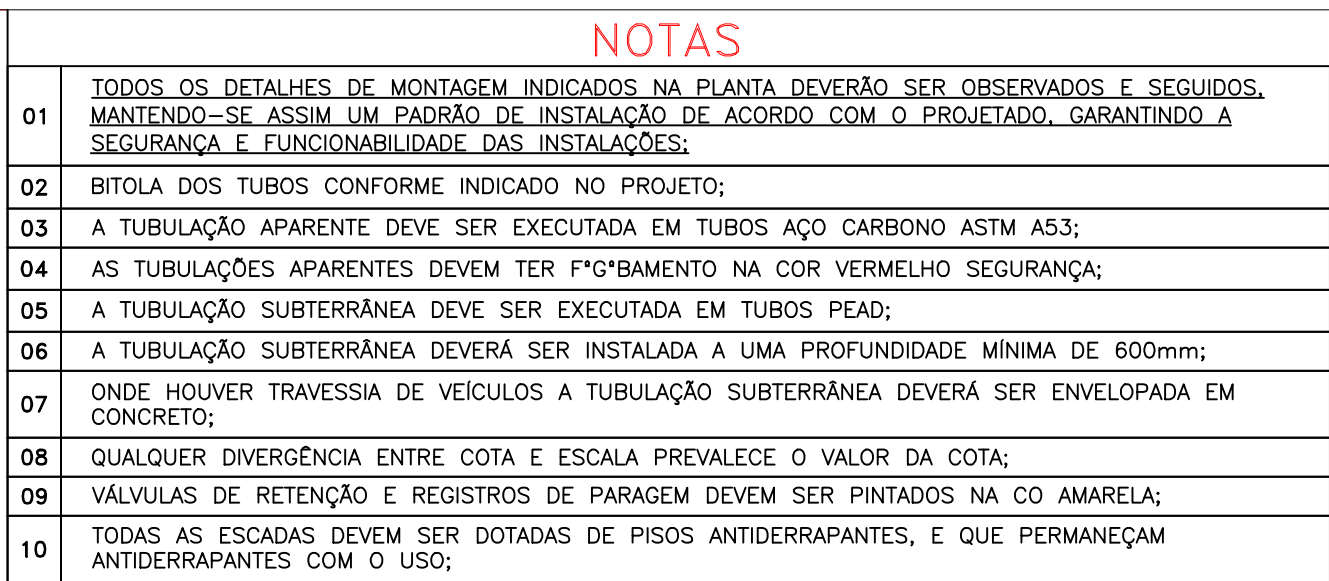 NOTAS
01
TODOS OS DETALHES DE MONTAGEM INDICADOS NA PLANTA DEVERÃO SER OBSERVADOS E SEGUIDOS,
MANTENDO-SE ASSIM UM PADRÃO DE INSTALAÇÃO DE ACORDO COM O PROJETADO, GARANTINDO A
SEGURANÇA E FUNCIONABILIDADE DAS INSTALAÇÕES;
02 BITOLA DOS TUBOS CONFORME INDICADO NO PROJETO;
03 A TUBULAÇÃO APARENTE DEVE SER EXECUTADA EM TUBOS AÇO CARBONO ASTM A53;
04 AS TUBULAÇÕES APARENTES DEVEM TER FªGªBAMENTO NA COR VERMELHO SEGURANÇA;
05 A TUBULAÇÃO SUBTERRÂNEA DEVE SER EXECUTADA EM TUBOS PEAD;
06 A TUBULAÇÃO SUBTERRÂNEA DEVERÁ SER INSTALADA A UMA PROFUNDIDADE MÍNIMA DE 600mm;
07
ONDE HOUVER TRAVESSIA DE VEÍCULOS A TUBULAÇÃO SUBTERRÂNEA DEVERÁ SER ENVELOPADA EM
CONCRETO;
08 QUALQUER DIVERGÊNCIA ENTRE COTA E ESCALA PREVALECE O VALOR DA COTA;
09 VÁLVULAS DE RETENÇÃO E REGISTROS DE PARAGEM DEVEM SER PINTADOS NA CO AMARELA;
10
TODAS AS ESCADAS DEVEM SER DOTADAS DE PISOS ANTIDERRAPANTES, E QUE PERMANEÇAM
ANTIDERRAPANTES COM O USO;